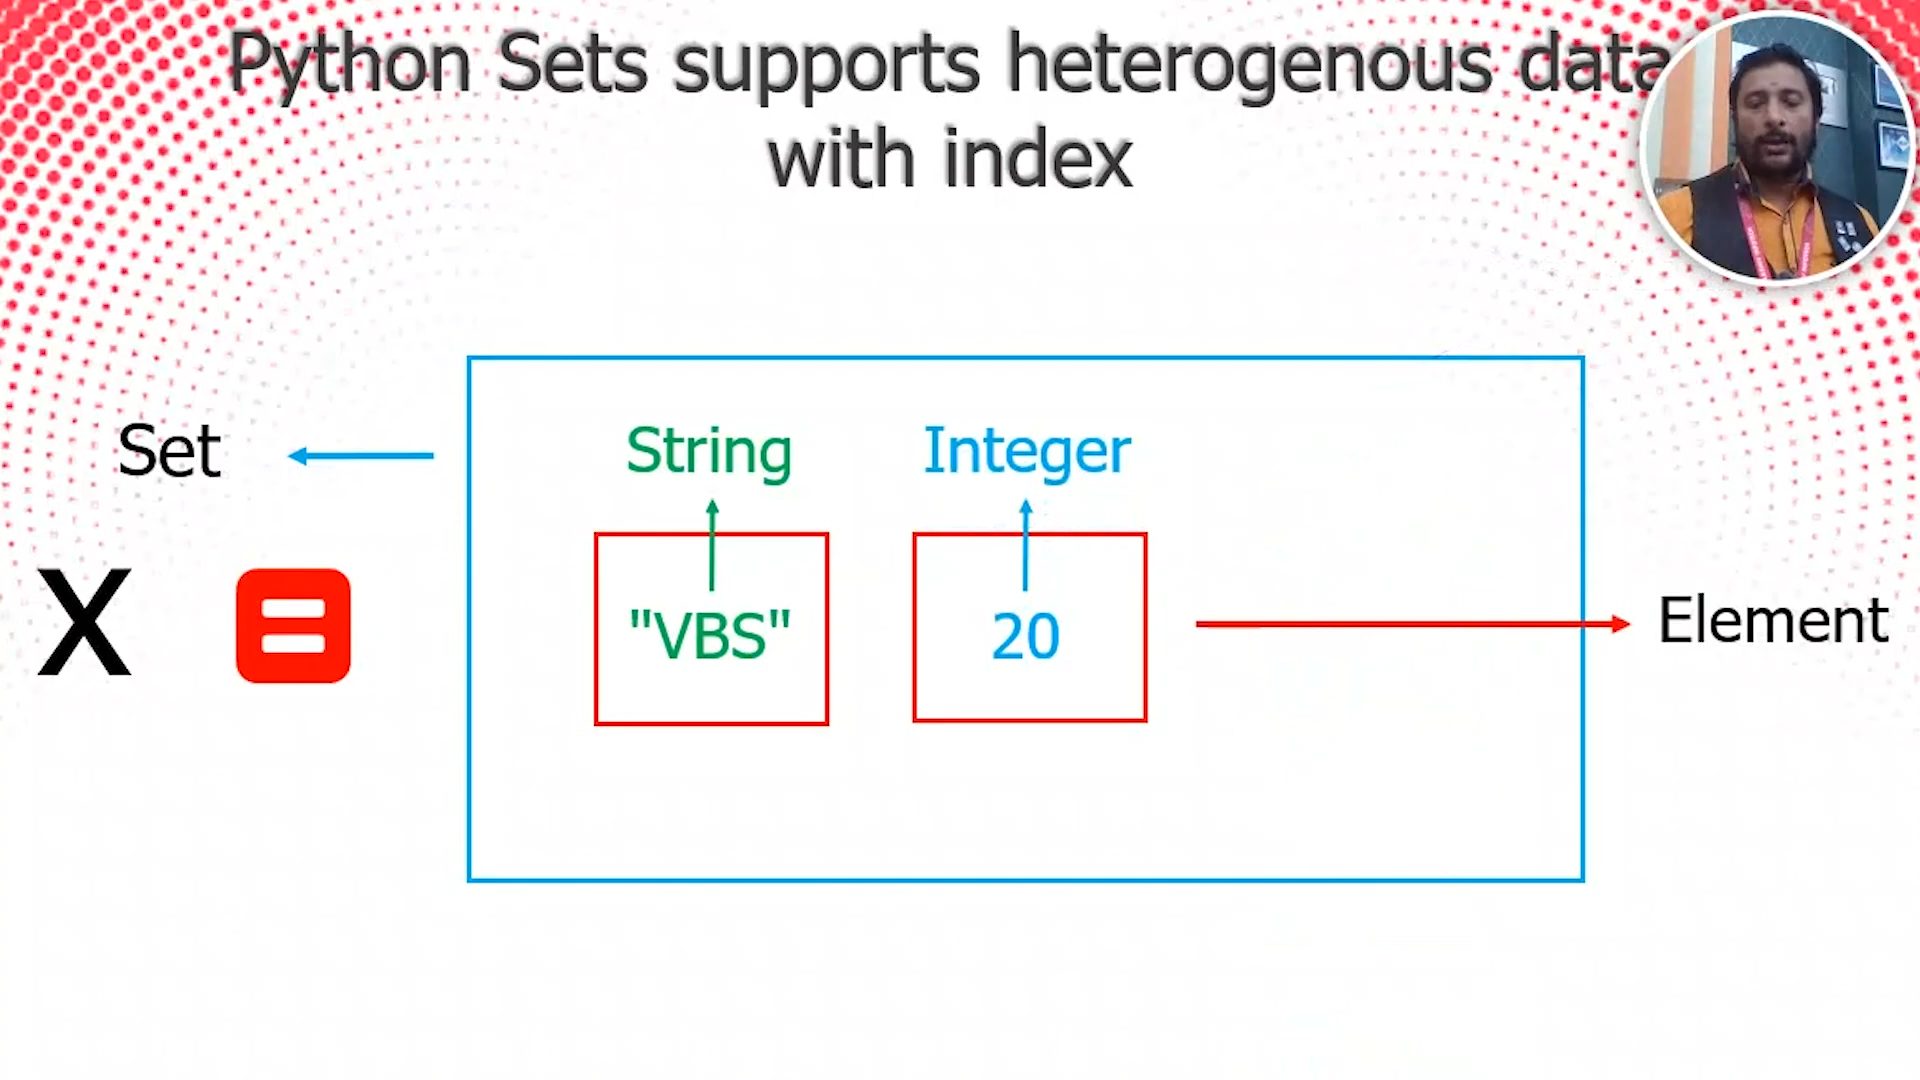 Python Sets supports heterogenous data
with index
Set
String
Integer
X =
"VBS"
20
Element